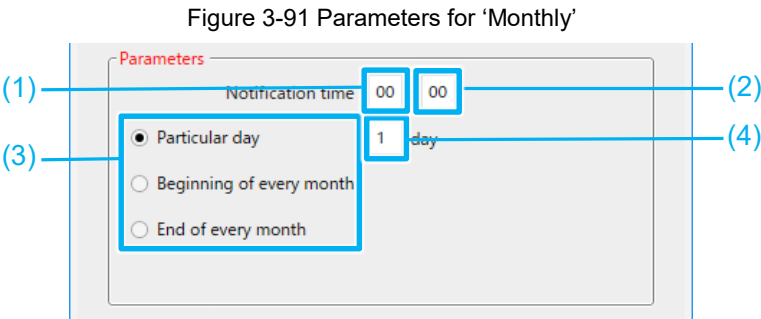 Figure 3-91 Parameters for ‘Monthly’
Parameters
(1) Notification time 00 00 (2)
(3) Particular day 1 day (4)
Beginning of every month
End of every month